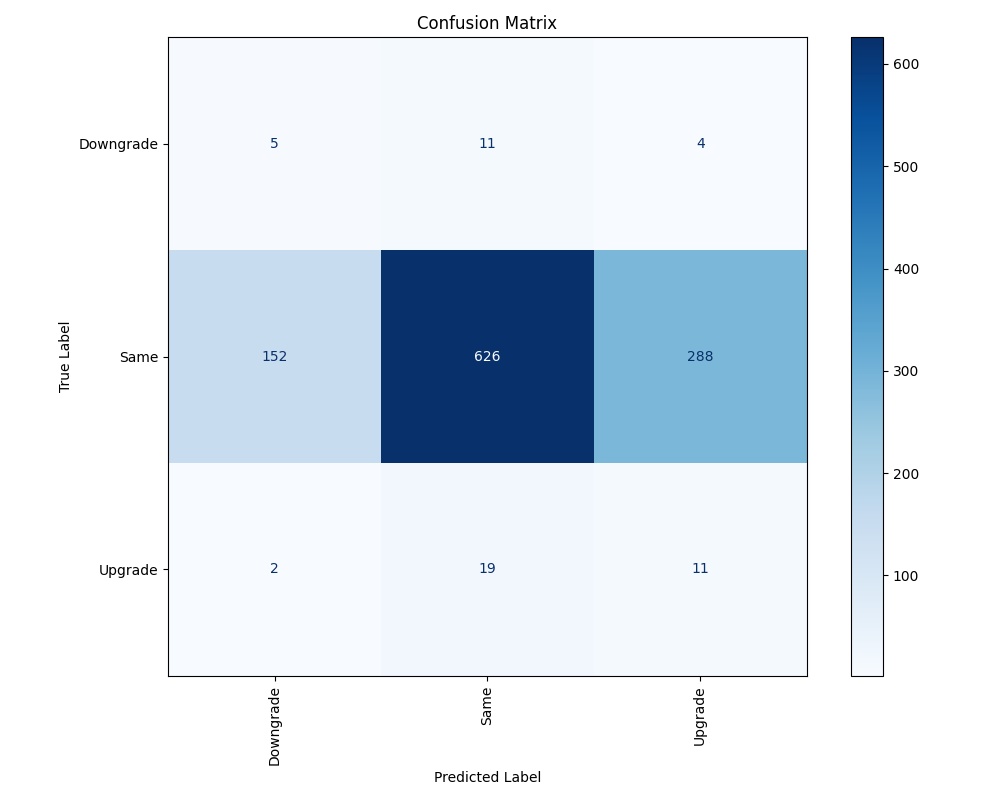 Confusion Matrix
True Label
Downgrade 5 11 4
Same 152 626 288
Upgrade 2 19 11
Downgrade Same Upgrade
Predicted Label
600
500
400
300
200
100